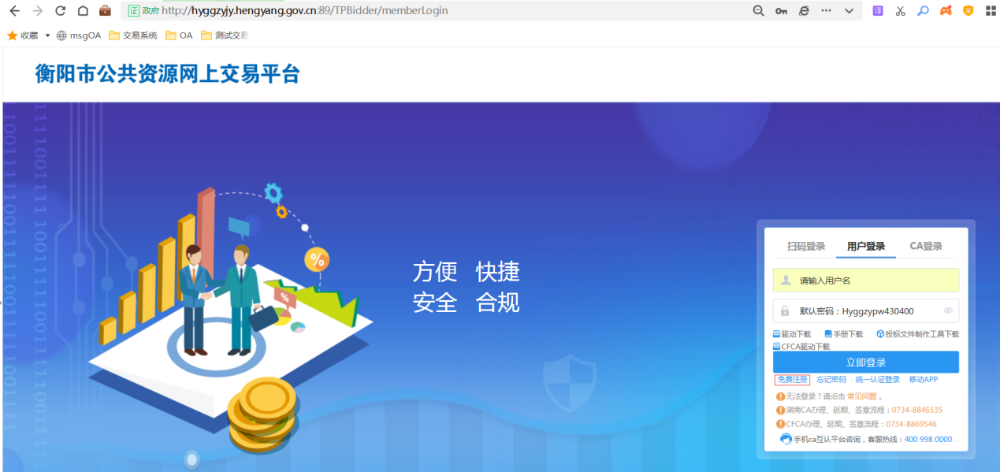 证 政府 http://hyggzyjy.hengyang.gov.cn:89/TPBidder/memberLogin
译
收藏 msgOA 交易系统 OA 测试交易
衡阳市公共资源网上交易平台
%
%
方便 快捷
安全 合规
扫码登录 用户登录 CA登录
请输入用户名
默认密码：Hyggzypw430400
驱动下载 手册下载 投标文件制作工具下载
CFCA驱动下载
立即登录
免费注册 忘记密码 统一认证登录 移动APP
无法登录？请点击 常见问题 。
湖南CA办理、延期、签章流程：0734-8846535
CFCA办理、延期、签章流程：0734-8869546
手机ca互认平台咨询，客服热线：400 998 0000